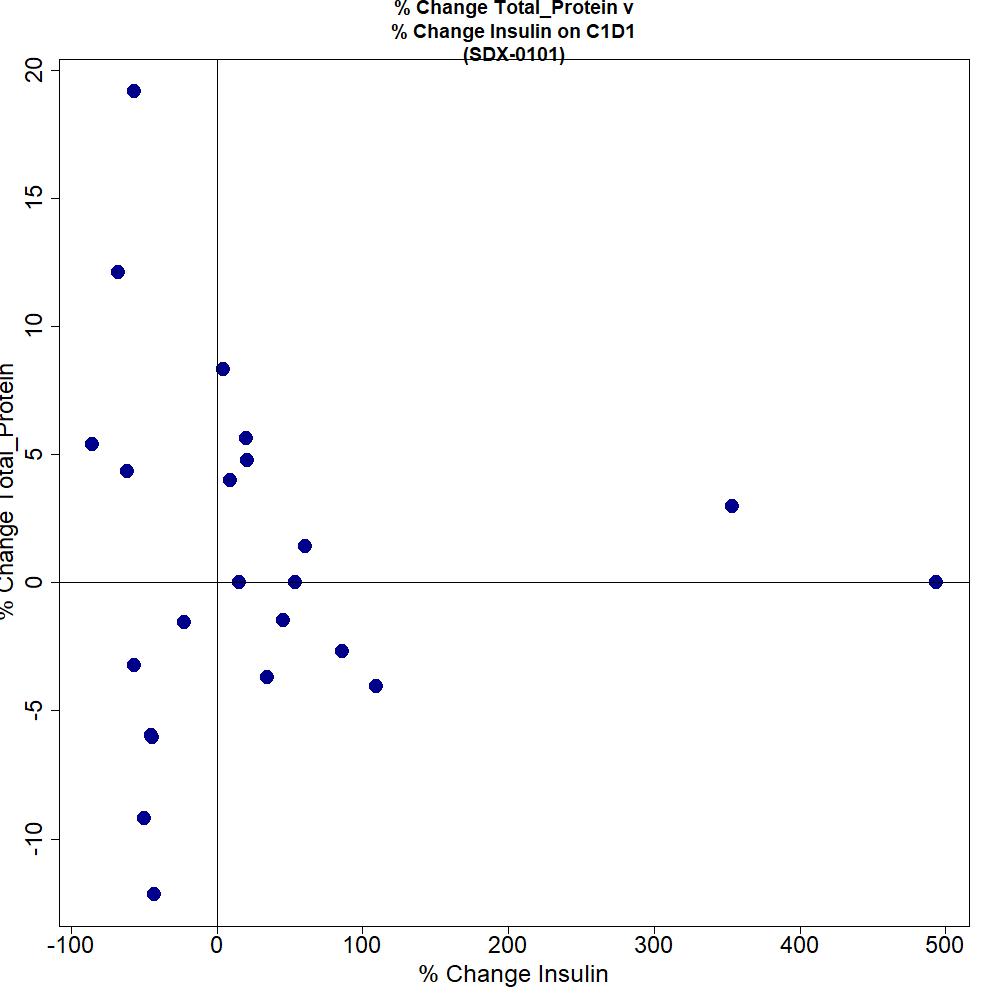 % Change Total_Protein v
% Change Insulin on C1D1
(SDX-0101)
% Change Total_Protein
20
15
10
5
0
-5
-10
-100 0 100 200 300 400 500
% Change Insulin